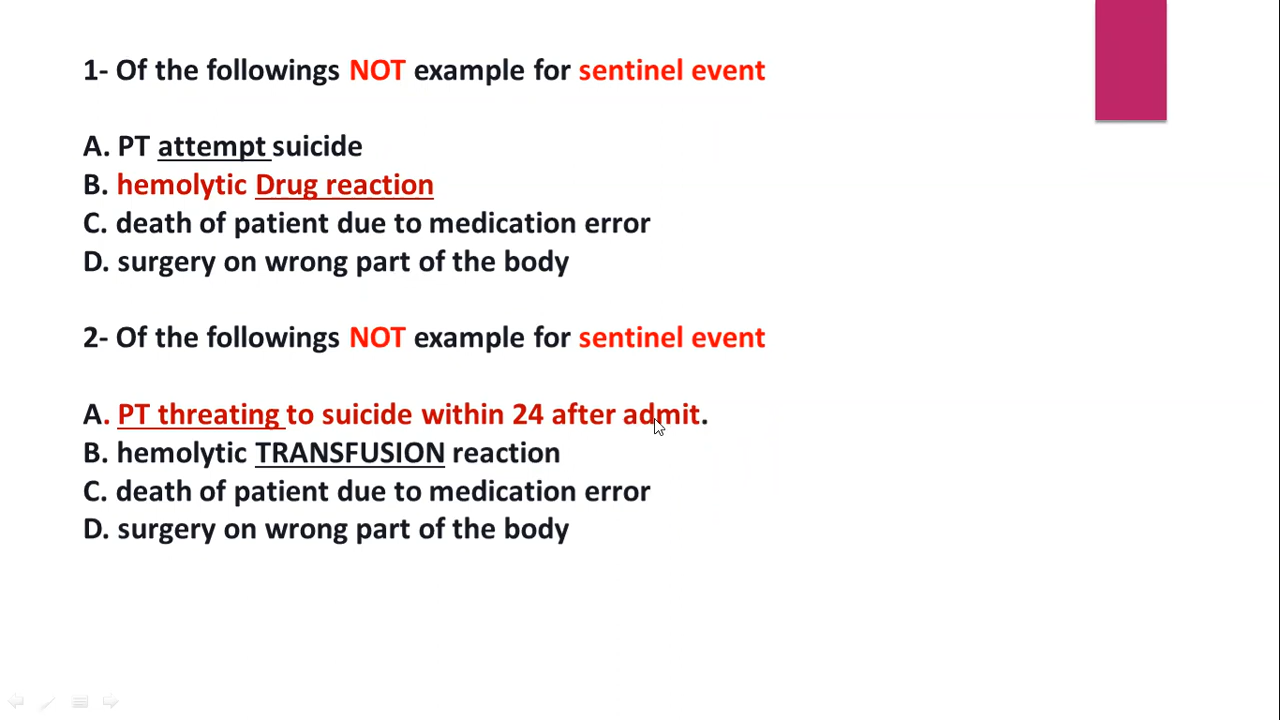 1- Of the followings NOT example for sentinel event
A. PT attempt suicide
B. hemolytic Drug reaction
C. death of patient due to medication error
D. surgery on wrong part of the body
2- Of the followings NOT example for sentinel event
A. PT threating to suicide within 24 after admit.
B. hemolytic TRANSFUSION reaction
C. death of patient due to medication error
D. surgery on wrong part of the body